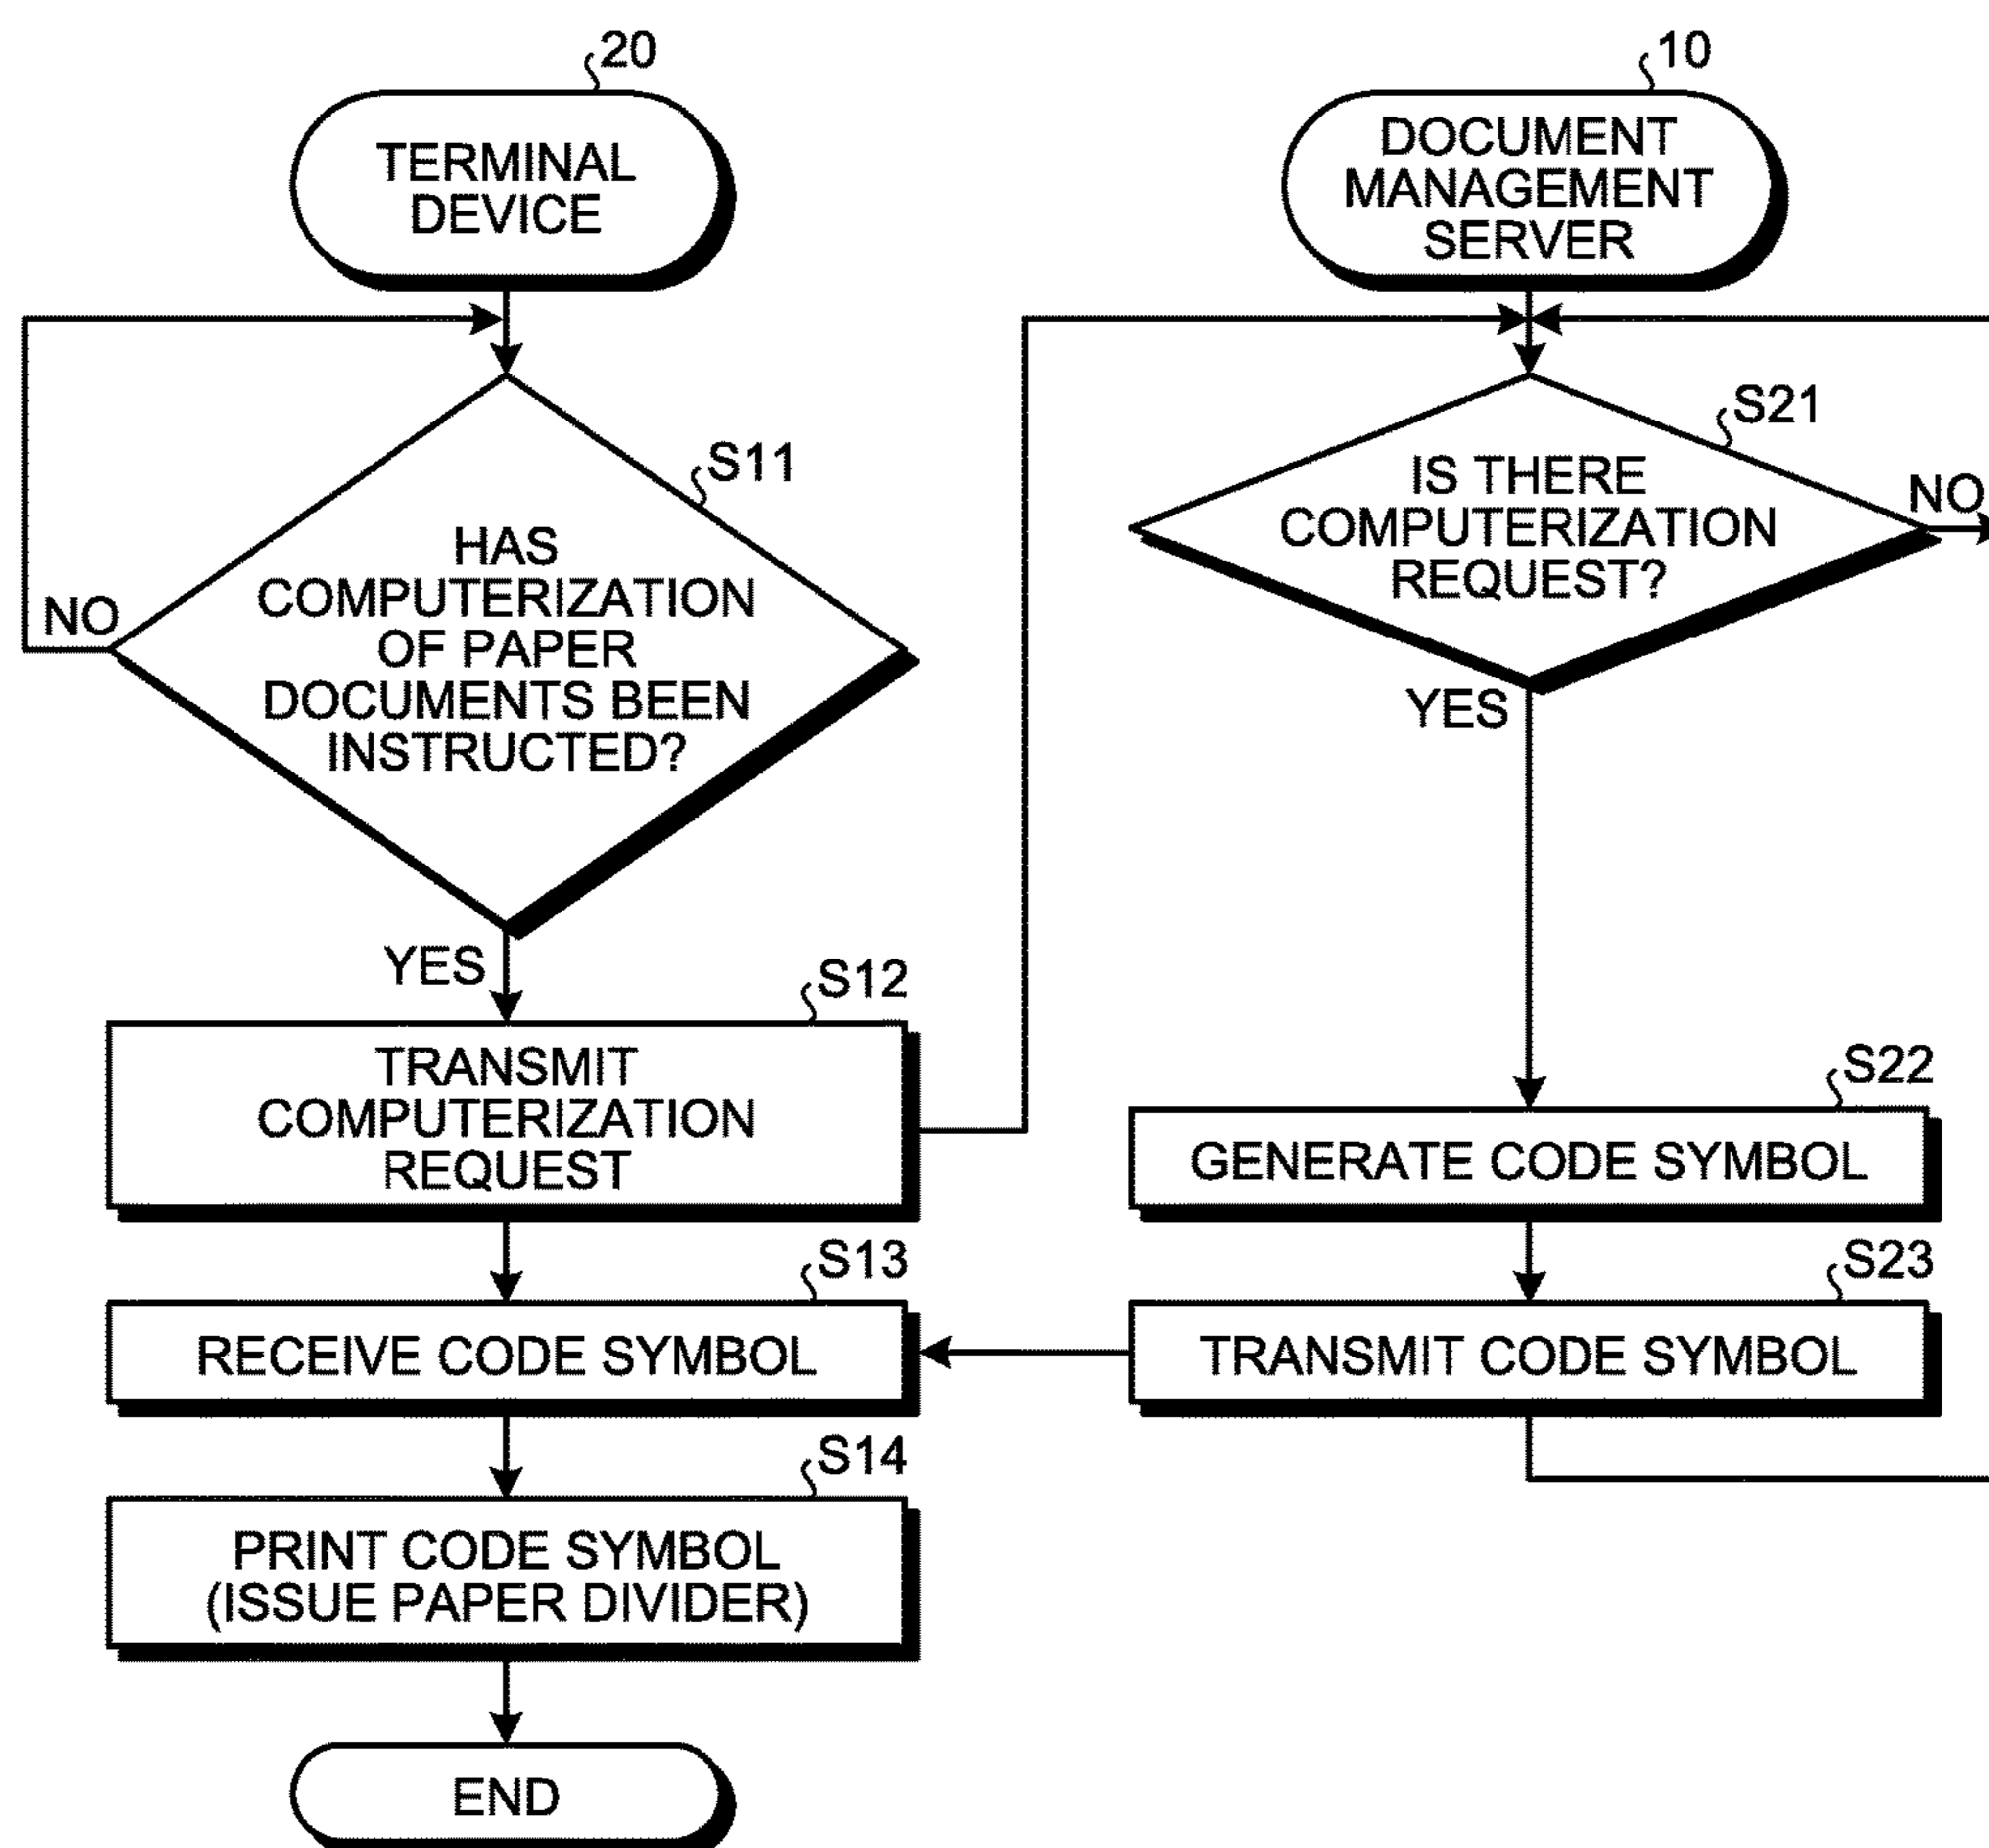 20
TERMINAL
DEVICE
S11
HAS
COMPUTERIZATION
OF PAPER
DOCUMENTS BEEN
INSTRUCTED?
NO
YES
S12
TRANSMIT
COMPUTERIZATION
REQUEST
S13
RECEIVE CODE SYMBOL
S14
PRINT CODE SYMBOL
(ISSUE PAPER DIVIDER)
END
10
DOCUMENT
MANAGEMENT
SERVER
S21
IS THERE
COMPUTERIZATION
REQUEST?
NO
YES
S22
GENERATE CODE SYMBOL
S23
TRANSMIT CODE SYMBOL